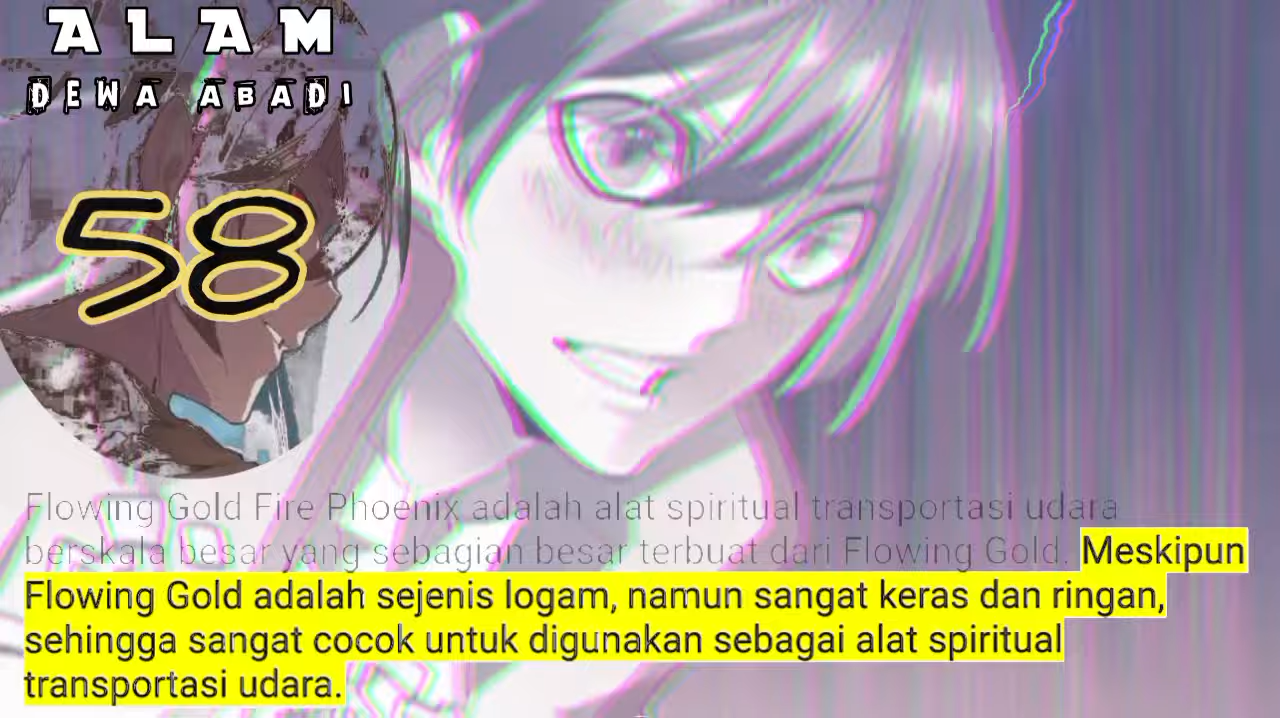 ALAM
DEWA ABADI
58
Flowing Gold Fire Phoenix adalah alat spiritual transportasi udara
berskala besar yang sebagian besar terbuat dari Flowing Gold. Meskipun
Flowing Gold adalah sejenis logam, namun sangat keras dan ringan,
sehingga sangat cocok untuk digunakan sebagai alat spiritual
transportasi udara.